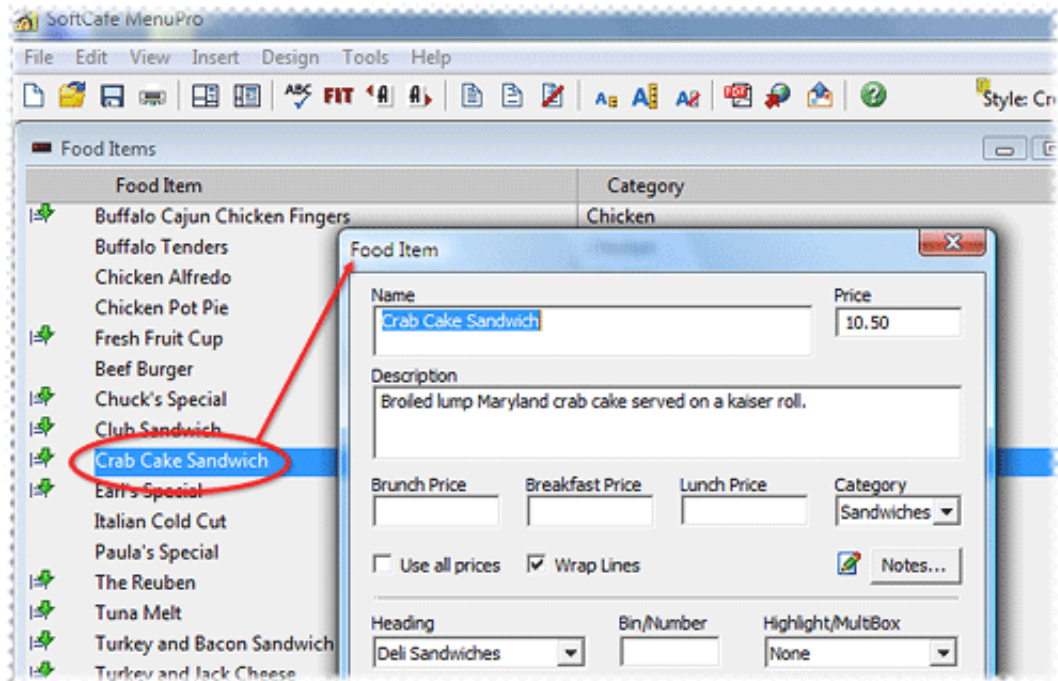 SoftCafe MenuPro
File Edit View Insert Design Tools Help
ABC FIT A A A A A PDF ? Style:
Food Items
Food Item Category
Buffalo Cajun Chicken Fingers Chicken
Buffalo Tenders
Chicken Alfredo
Chicken Pot Pie
Fresh Fruit Cup
Beef Burger
Chuck's Special
Club Sandwich
Crab Cake Sandwich
Earl's Special
Italian Cold Cut
Paula's Special
The Reuben
Tuna Melt
Turkey and Bacon Sandwich
Turkey and Jack Cheese
Food Item
Name Price
Crab Cake Sandwich 10.50
Description
Broiled lump Maryland crab cake served on a kaiser roll.
Brunch Price Breakfast Price Lunch Price Category
Sandwiches
Use all prices Wrap Lines Notes...
Heading Bin/Number Highlight/MultiBox
Deli Sandwiches None